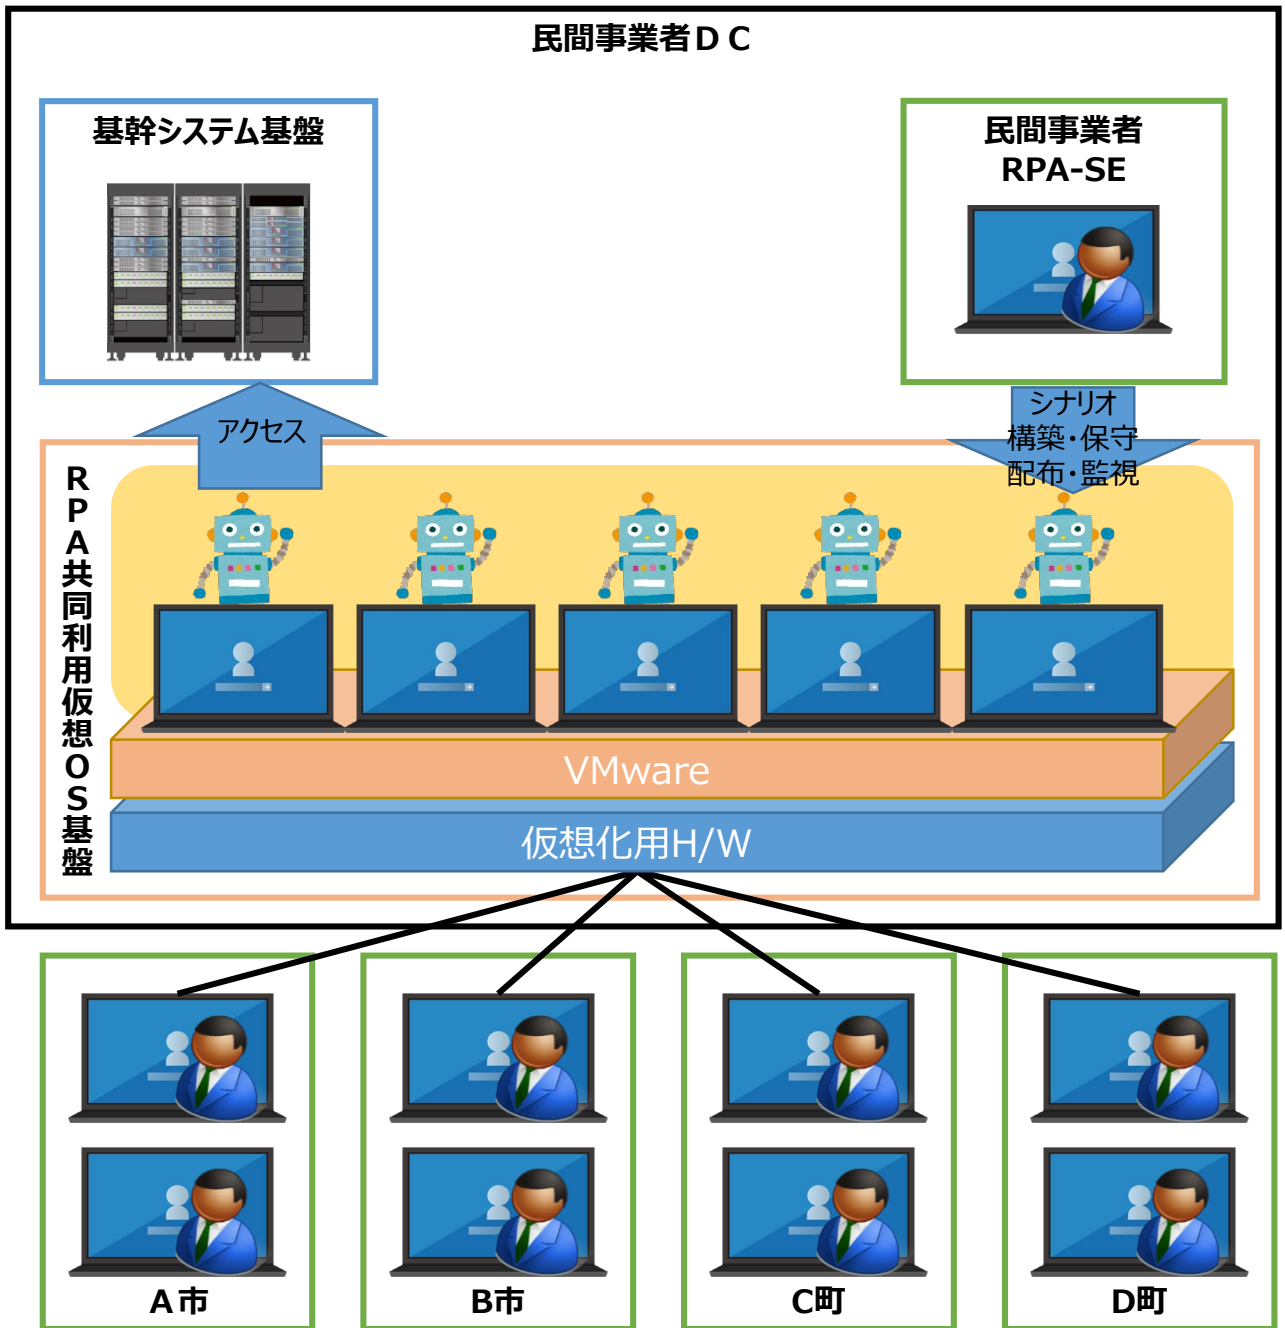 民間事業者ＤＣ
基幹システム基盤
民間事業者
RPA-SE
アクセス
シナリオ
構築・保守
配布・監視
ＲＰＡ共同利用仮想ＯＳ基盤
VMware
仮想化用H/W
Ａ市
B市
C町
D町